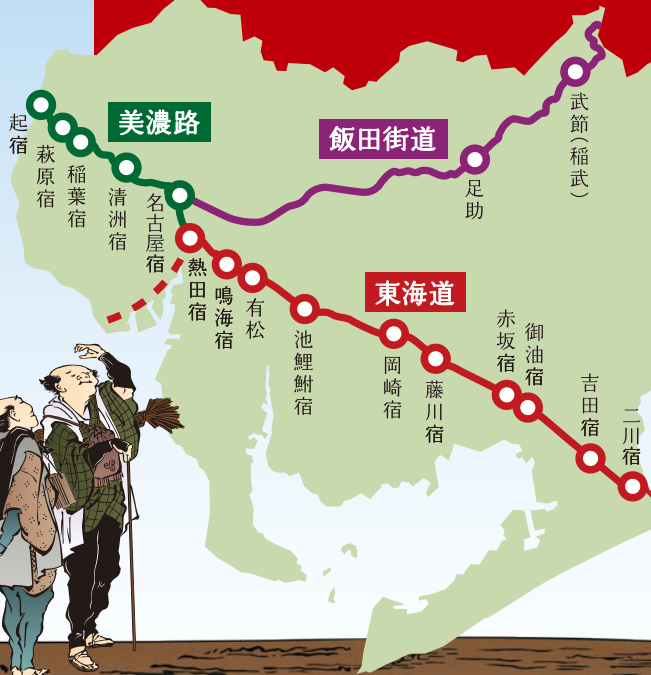 美濃路
起宿
萩原宿
稲葉宿
清洲宿
名古屋宿
飯田街道
足助
武節(稲武)
東海道
熱田宿
鳴海宿
有松
池鯉鮒宿
岡崎宿
藤川宿
赤坂宿
御油宿
吉田宿
二川宿